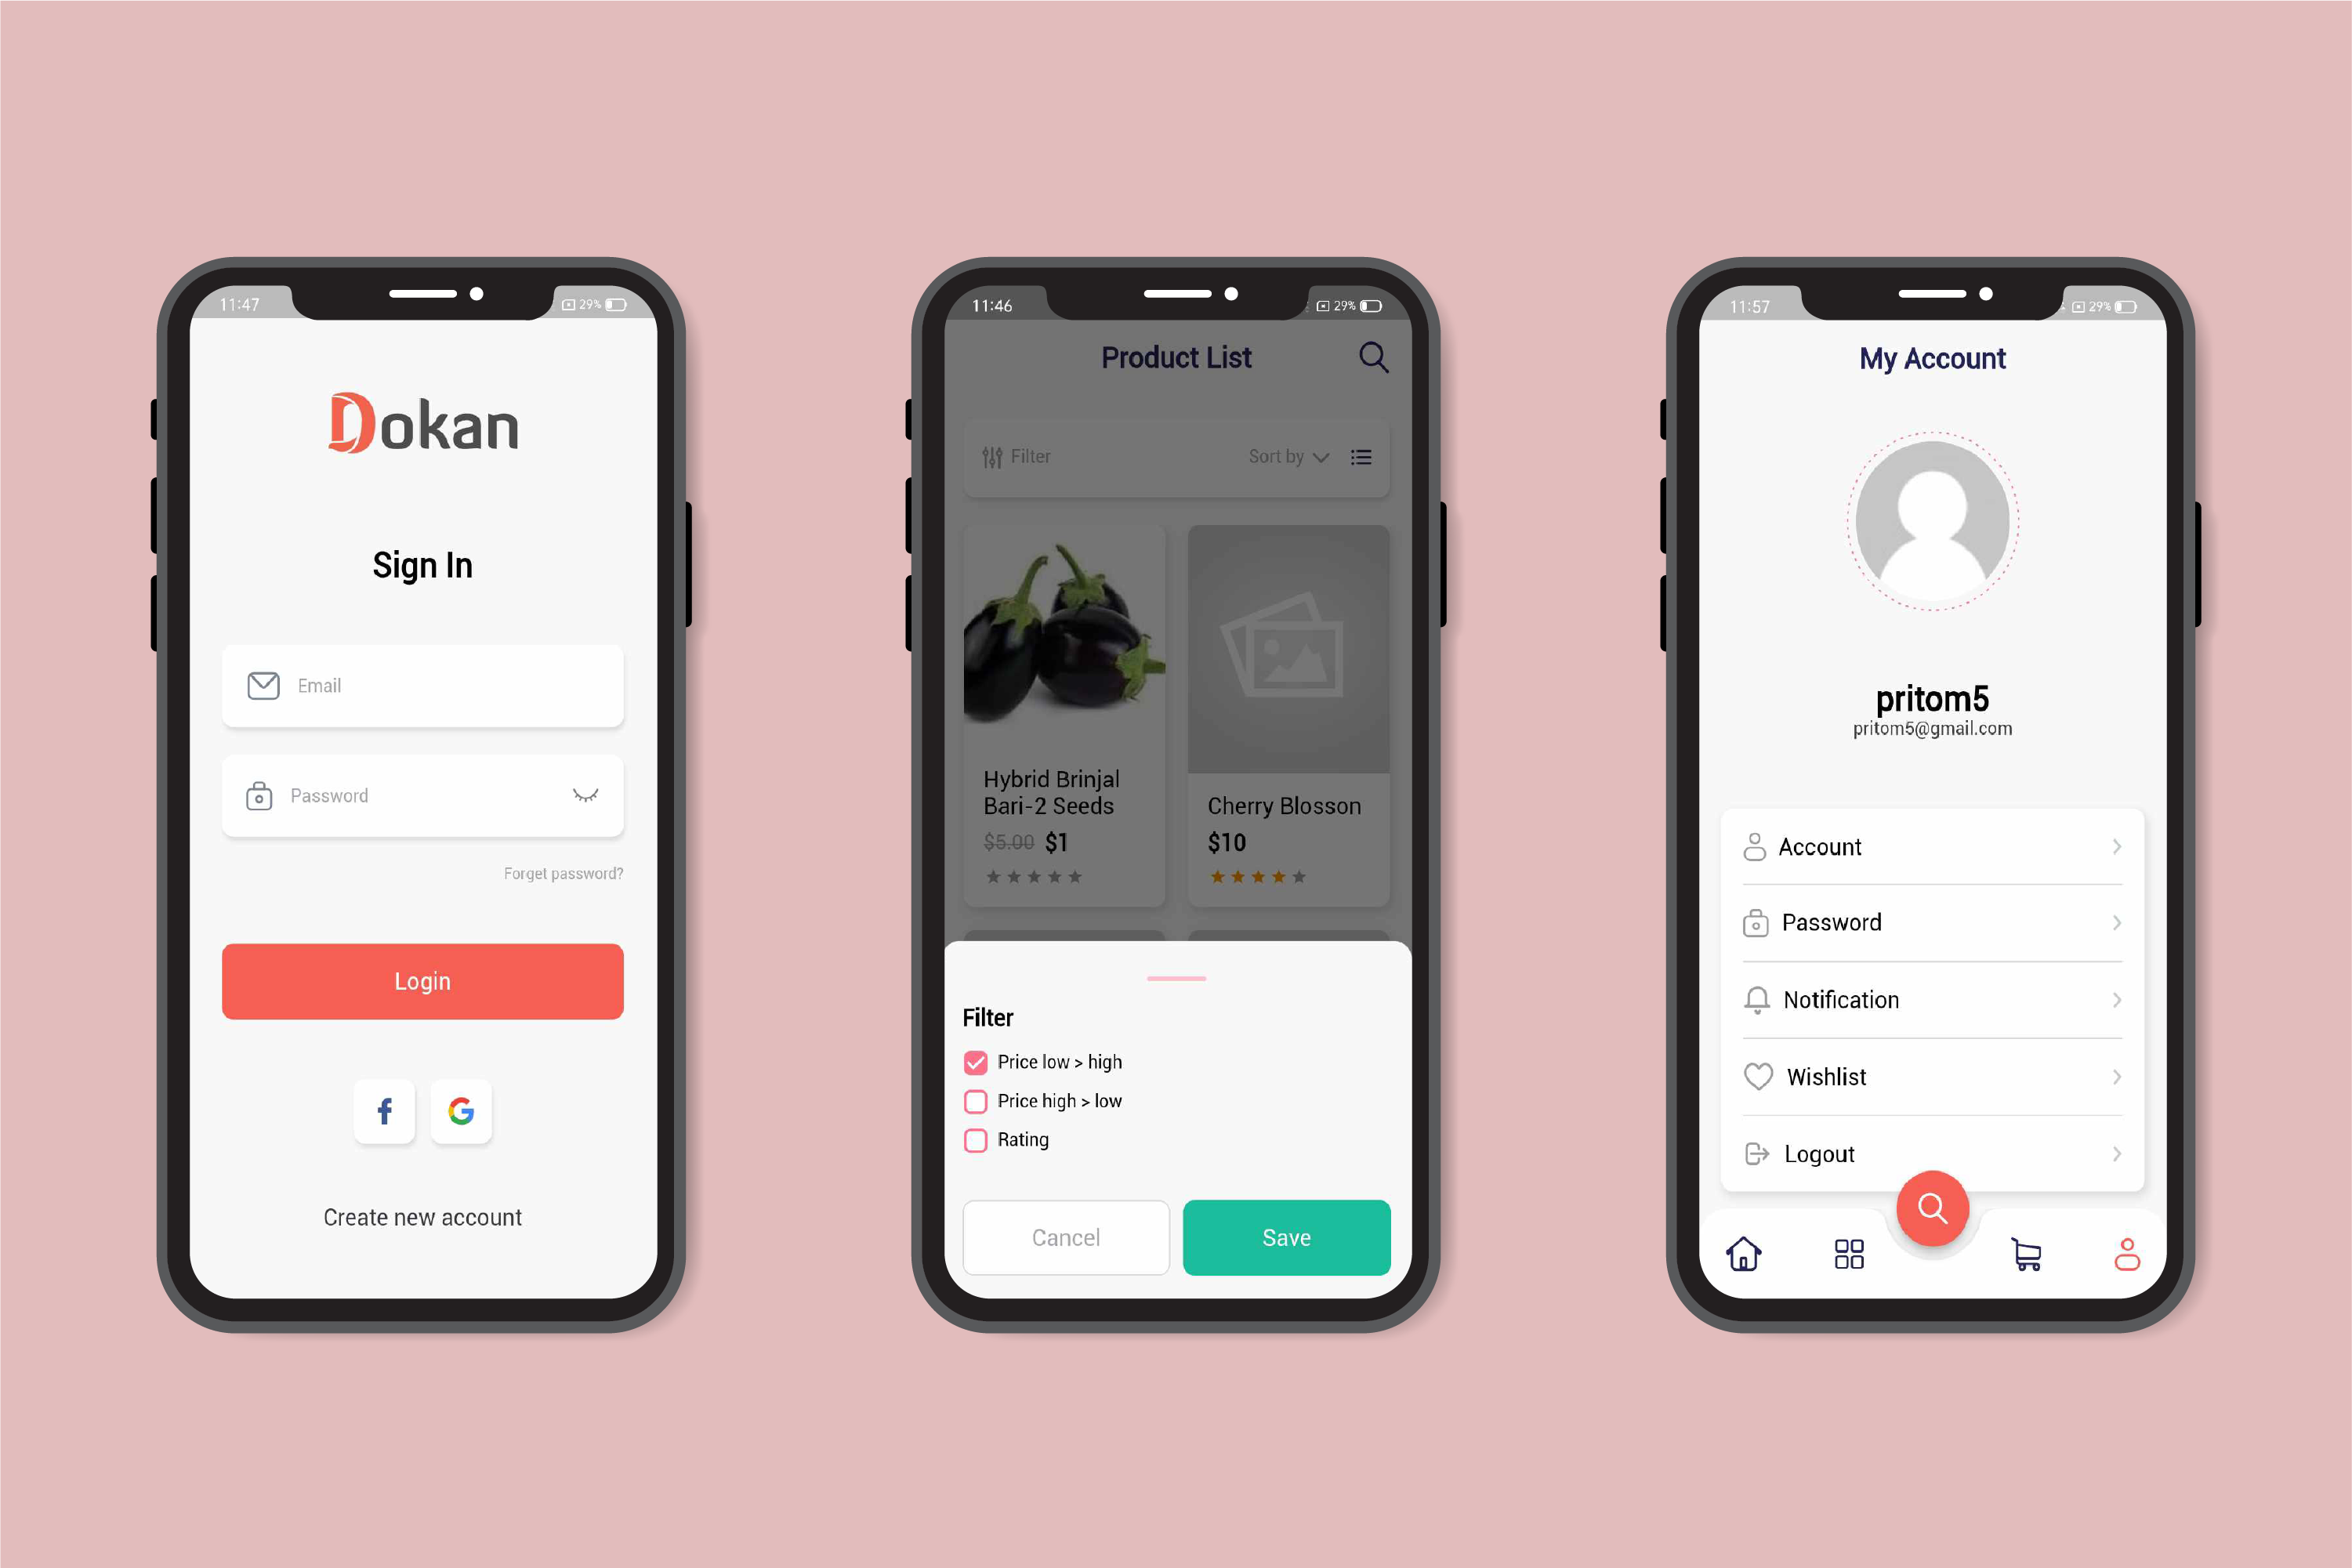 11:47
29%
Dokan
Sign In
Email
Password
Forget password?
Login
Create new account
11:46
29%
Product List
Filter
Sort by
Hybrid Brinjal
Bari-2 Seeds
$5.00 $1
Cherry Blosson
$10
Filter
Price low > high
Price high > low
Rating
Cancel
Save
11:57
29%
My Account
pritom5
pritom5@gmail.com
Account
Password
Notification
Wishlist
Logout